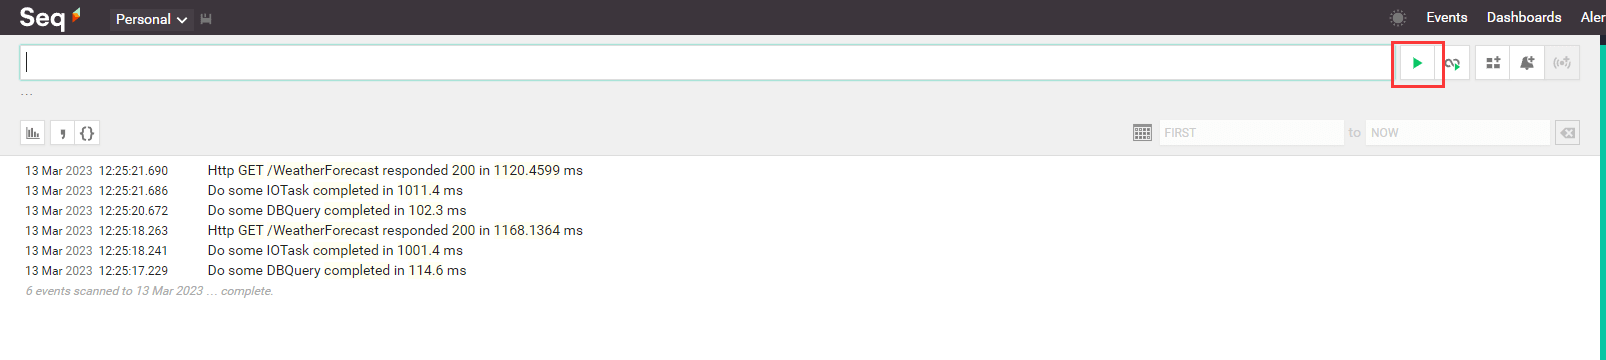 Seq Personal Events Dashboards Aler
...
FIRST to NOW
13 Mar 2023 12:25:21.690 Http GET /WeatherForecast responded 200 in 1120.4599 ms
13 Mar 2023 12:25:21.686 Do some IOTask completed in 1011.4 ms
13 Mar 2023 12:25:20.672 Do some DBQuery completed in 102.3 ms
13 Mar 2023 12:25:18.263 Http GET /WeatherForecast responded 200 in 1168.1364 ms
13 Mar 2023 12:25:18.241 Do some IOTask completed in 1001.4 ms
13 Mar 2023 12:25:17.229 Do some DBQuery completed in 114.6 ms
6 events scanned to 13 Mar 2023 ... complete.